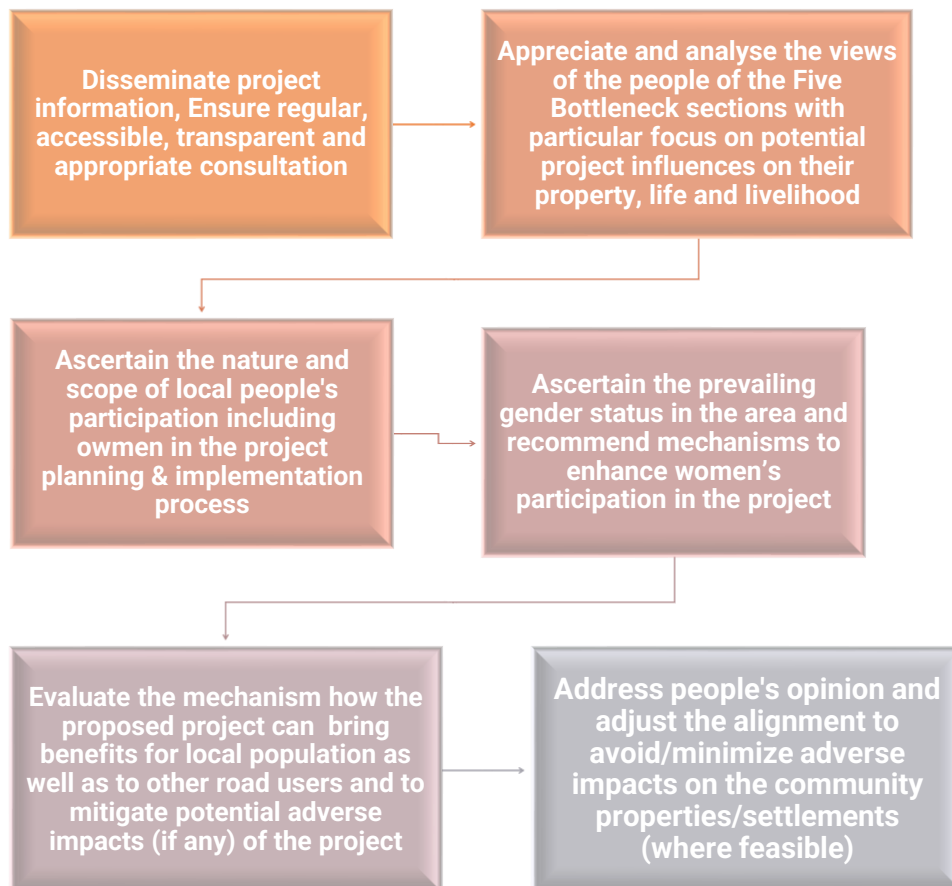 Disseminate project
information, Ensure regular,
accessible, transparent and
appropriate consultation
Appreciate and analyse the views
of the people of the Five
Bottleneck sections with
particular focus on potential
project influences on their
property, life and livelihood
Ascertain the nature and
scope of local people's
participation including
owmen in the project
planning & implementation
process
Ascertain the prevailing
gender status in the area and
recommend mechanisms to
enhance women’s
participation in the project
Evaluate the mechanism how the
proposed project can bring
benefits for local population as
well as to other road users and to
mitigate potential adverse
impacts (if any) of the project
Address people's opinion and
adjust the alignment to
avoid/minimize adverse
impacts on the community
properties/settlements
(where feasible)